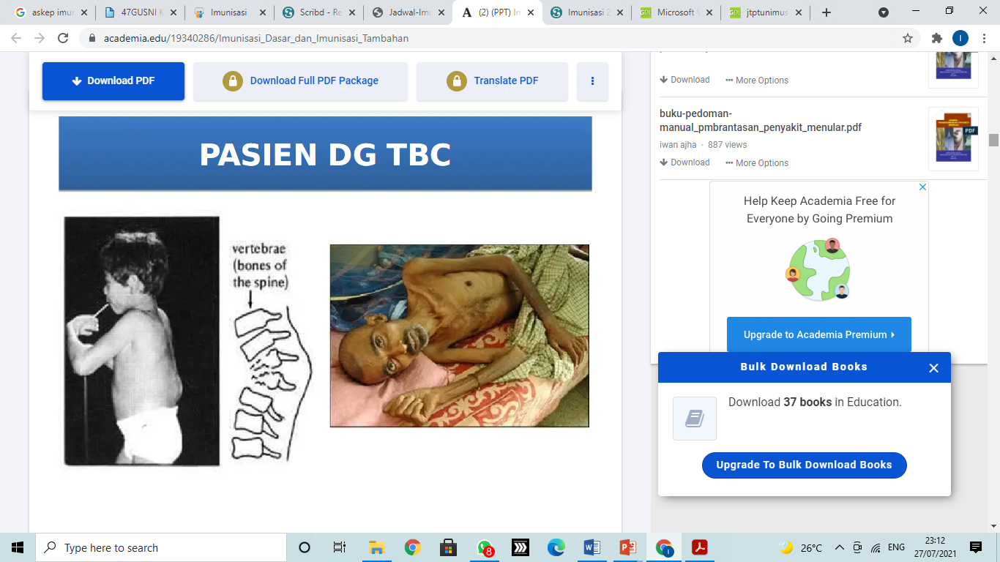 askep imun
47GUSNI K
Imunisasi
Scribd - Re
Jadwal-Imu
(2) (PPT) Im
Imunisasi 2
Microsoft W
jtptunimus
academia.edu/19340286/Imunisasi_Dasar_dan_Imunisasi_Tambahan
I
Download PDF
Download Full PDF Package
Translate PDF
PASIEN DG TBC
vertebrae
(bones of
the spine)
Download
More Options
buku-pedoman-
manual_pmbrantasan_penyakit_menular.pdf
iwan ajha · 887 views
PDF
Download
More Options
Help Keep Academia Free for
Everyone by Going Premium
Upgrade to Academia Premium
Bulk Download Books
Download 37 books in Education.
Upgrade To Bulk Download Books
Type here to search
8
26°C
ENG
23:12
27/07/2021